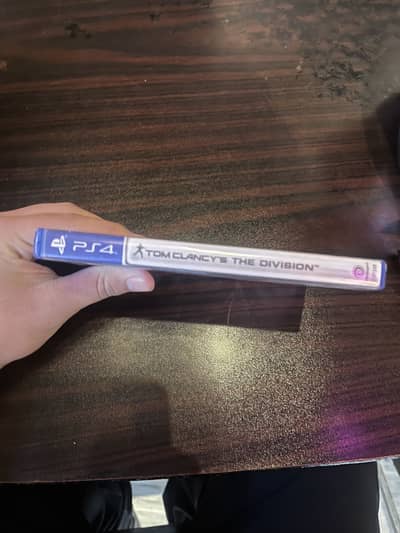 PS4
TOM CLANCY'S THE DIVISION™